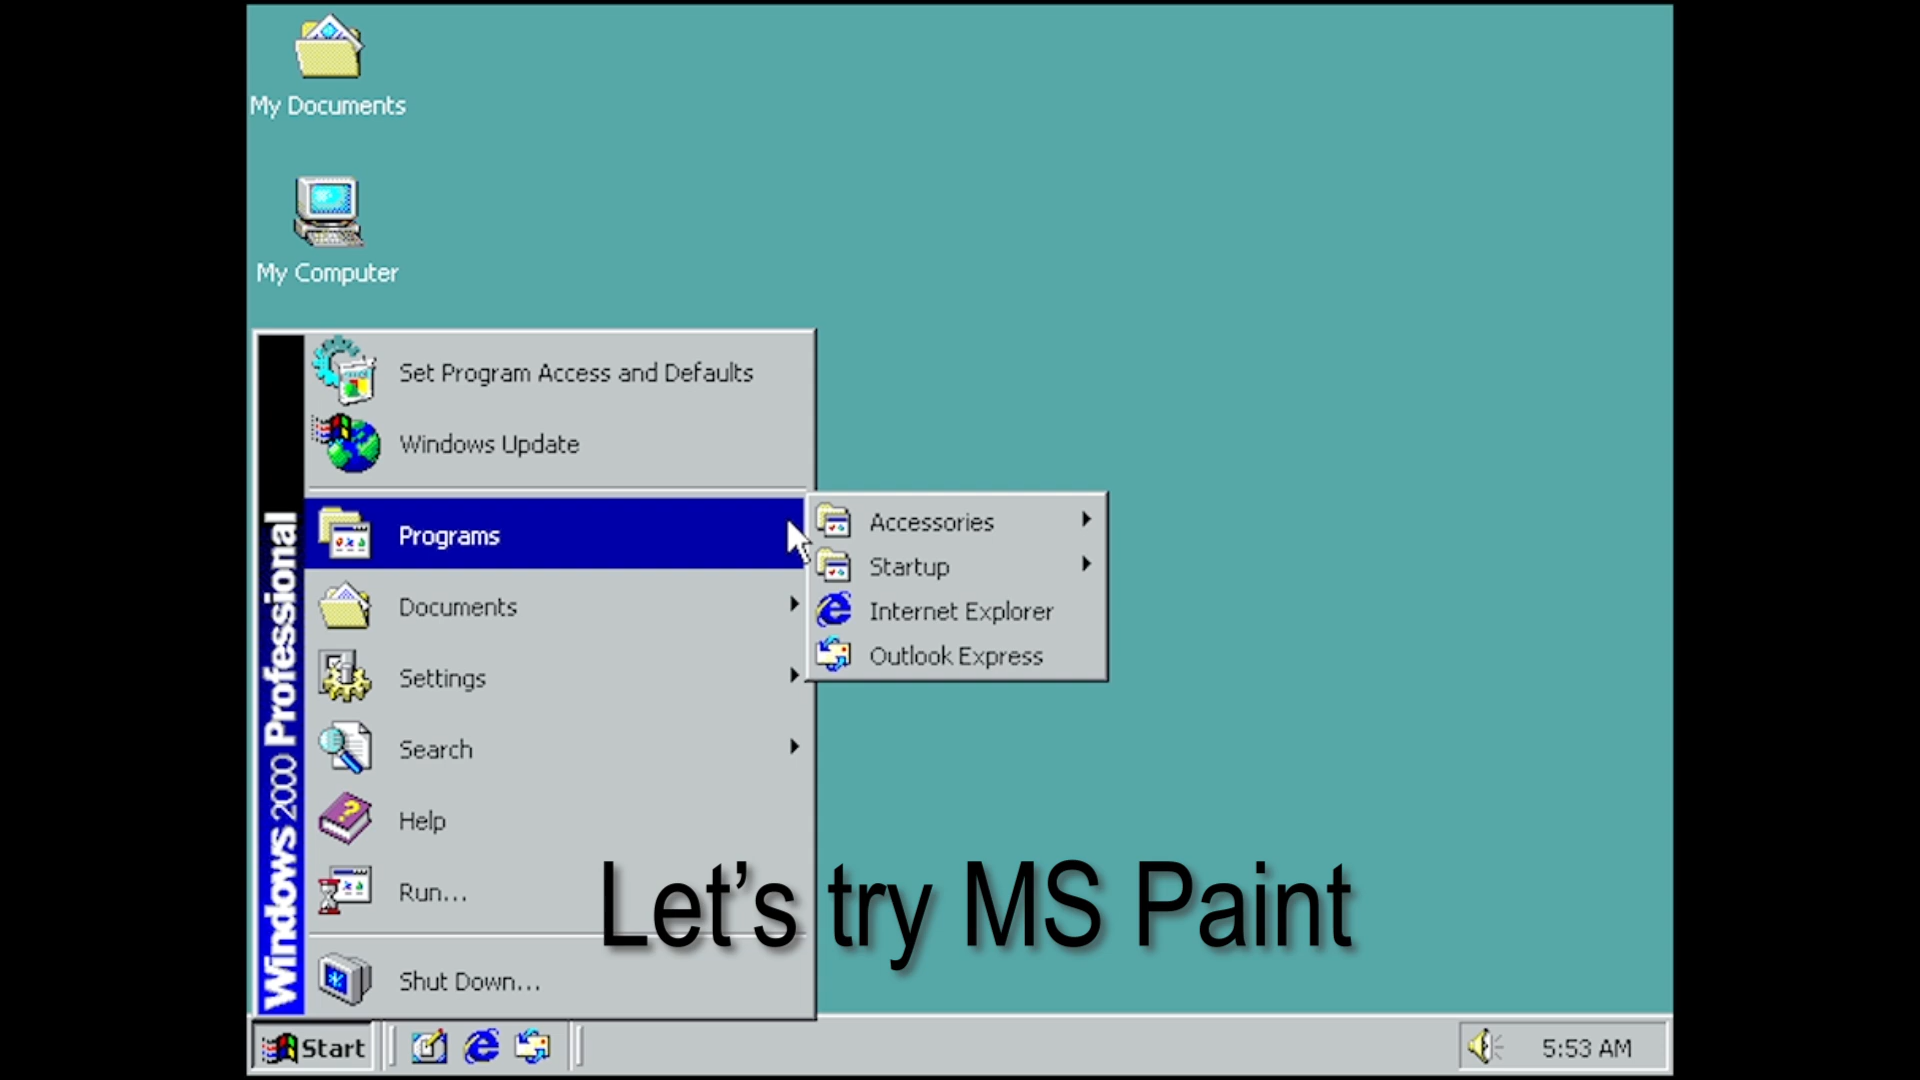 My Documents
My Computer
Set Program Access and Defaults
Windows Update
Programs
Documents
Settings
Search
Help
Run...
Shut Down...
Windows 2000 Professional
Accessories
Startup
Internet Explorer
Outlook Express
Let's try MS Paint
Start
5:53 AM